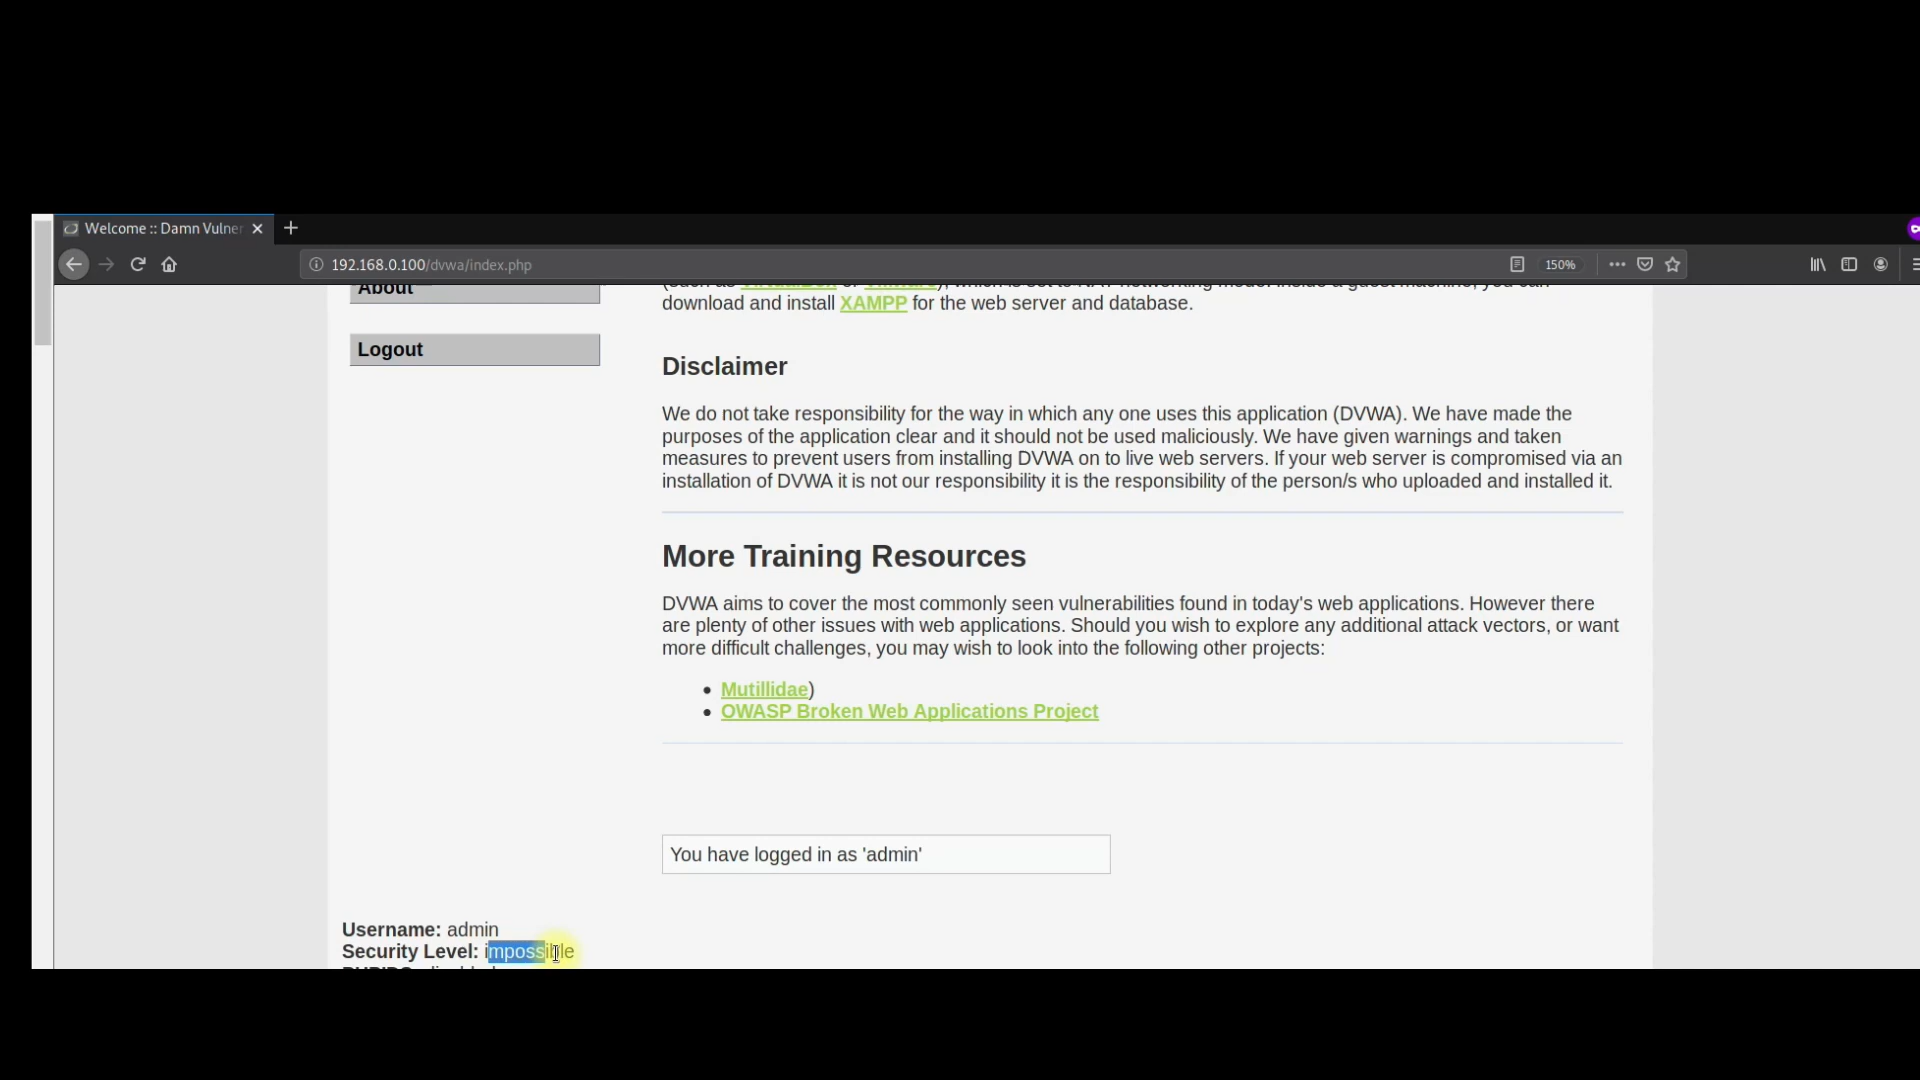 Welcome :: Damn Vulner
192.168.0.100/dvwa/index.php
150%
About
Logout
download and install XAMPP for the web server and database.
Disclaimer
We do not take responsibility for the way in which any one uses this application (DVWA). We have made the
purposes of the application clear and it should not be used maliciously. We have given warnings and taken
measures to prevent users from installing DVWA on to live web servers. If your web server is compromised via an
installation of DVWA it is not our responsibility it is the responsibility of the person/s who uploaded and installed it.
More Training Resources
DVWA aims to cover the most commonly seen vulnerabilities found in today's web applications. However there
are plenty of other issues with web applications. Should you wish to explore any additional attack vectors, or want
more difficult challenges, you may wish to look into the following other projects:
• Mutillidae)
• OWASP Broken Web Applications Project
You have logged in as 'admin'
Username: admin
Security Level: impossible